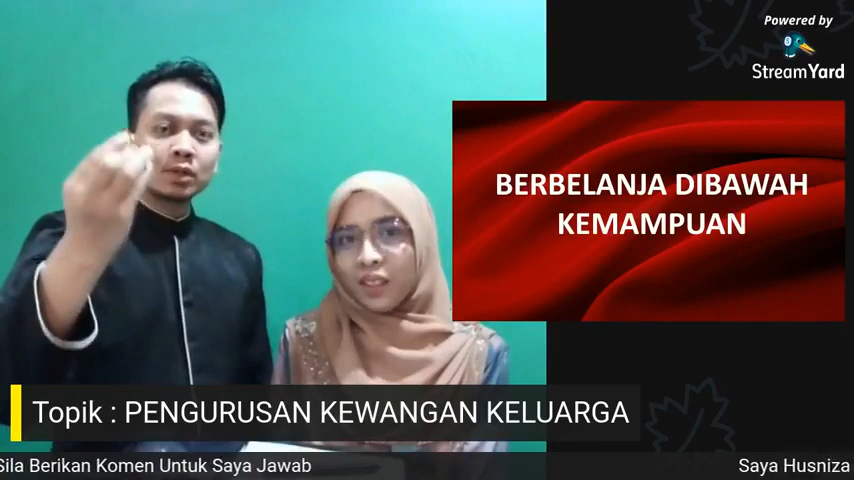 Powered by
StreamYard
BERBELANJA DIBAWAH
KEMAMPUAN
Topik : PENGURUSAN KEWANGAN KELUARGA
Sila Berikan Komen Untuk Saya Jawab
Saya Husniza